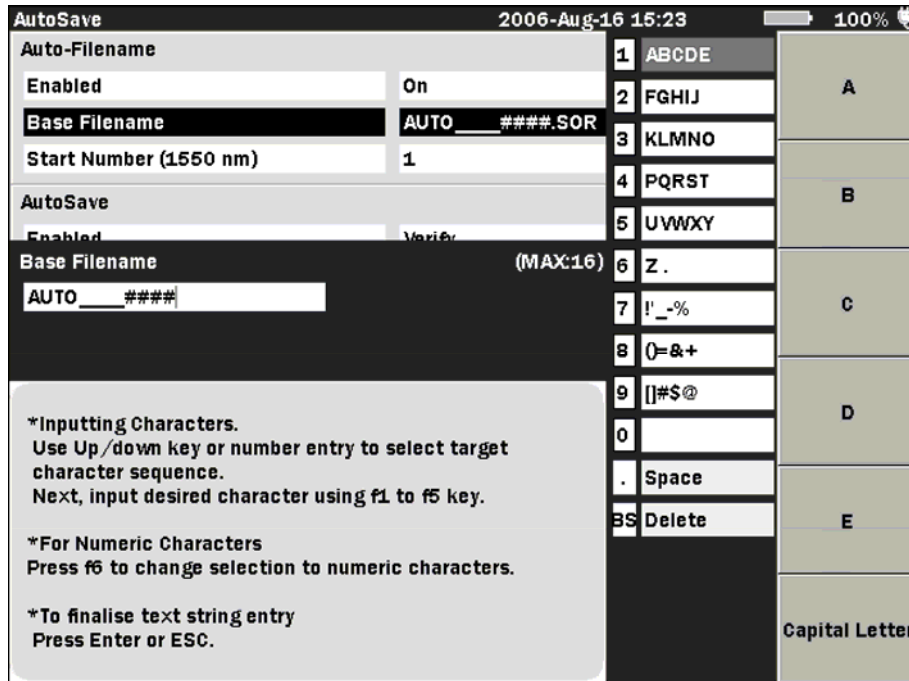 AutoSave 2006-Aug-16 15:23 100%
Auto-Filename
Enabled On
Base Filename AUTO____####.SOR
Start Number (1550 nm) 1
AutoSave
Enabled Verify
Base Filename (MAX:16)
AUTO____####
*Inputting Characters.
Use Up/down key or number entry to select target
character sequence.
Next, input desired character using f1 to f5 key.
*For Numeric Characters
Press f6 to change selection to numeric characters.
*To finalise text string entry
Press Enter or ESC.
1 ABCDE
2 FGHIJ
3 KLMNO
4 PQRST
5 UVWXY
6 Z .
7 !'_-%
8 ()=&+
9 []#$@
0
. Space
BS Delete
A
B
C
D
E
Capital Letter